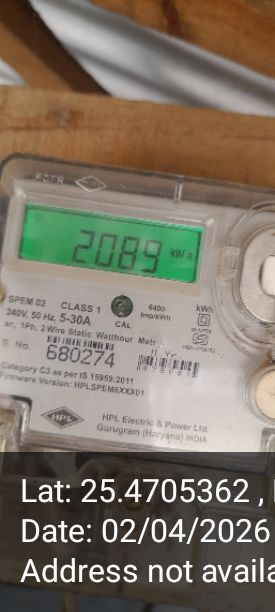 HPL
2089 kW
SPEM 02 CLASS 1 6400 kWh
240V, 50 Hz, 5-30A CAL Imp/kWh
ac, 1Ph, 2 Wire Static Watthour
S. No. 680274
Category C3 as per IS 15959:2011
Firmware Version: HPLSPEM6XXX01
HPL HPL Electric & Power Ltd.
Gurugram (Haryana) INDIA
Lat: 25.4705362 ,
Date: 02/04/2026
Address not availa